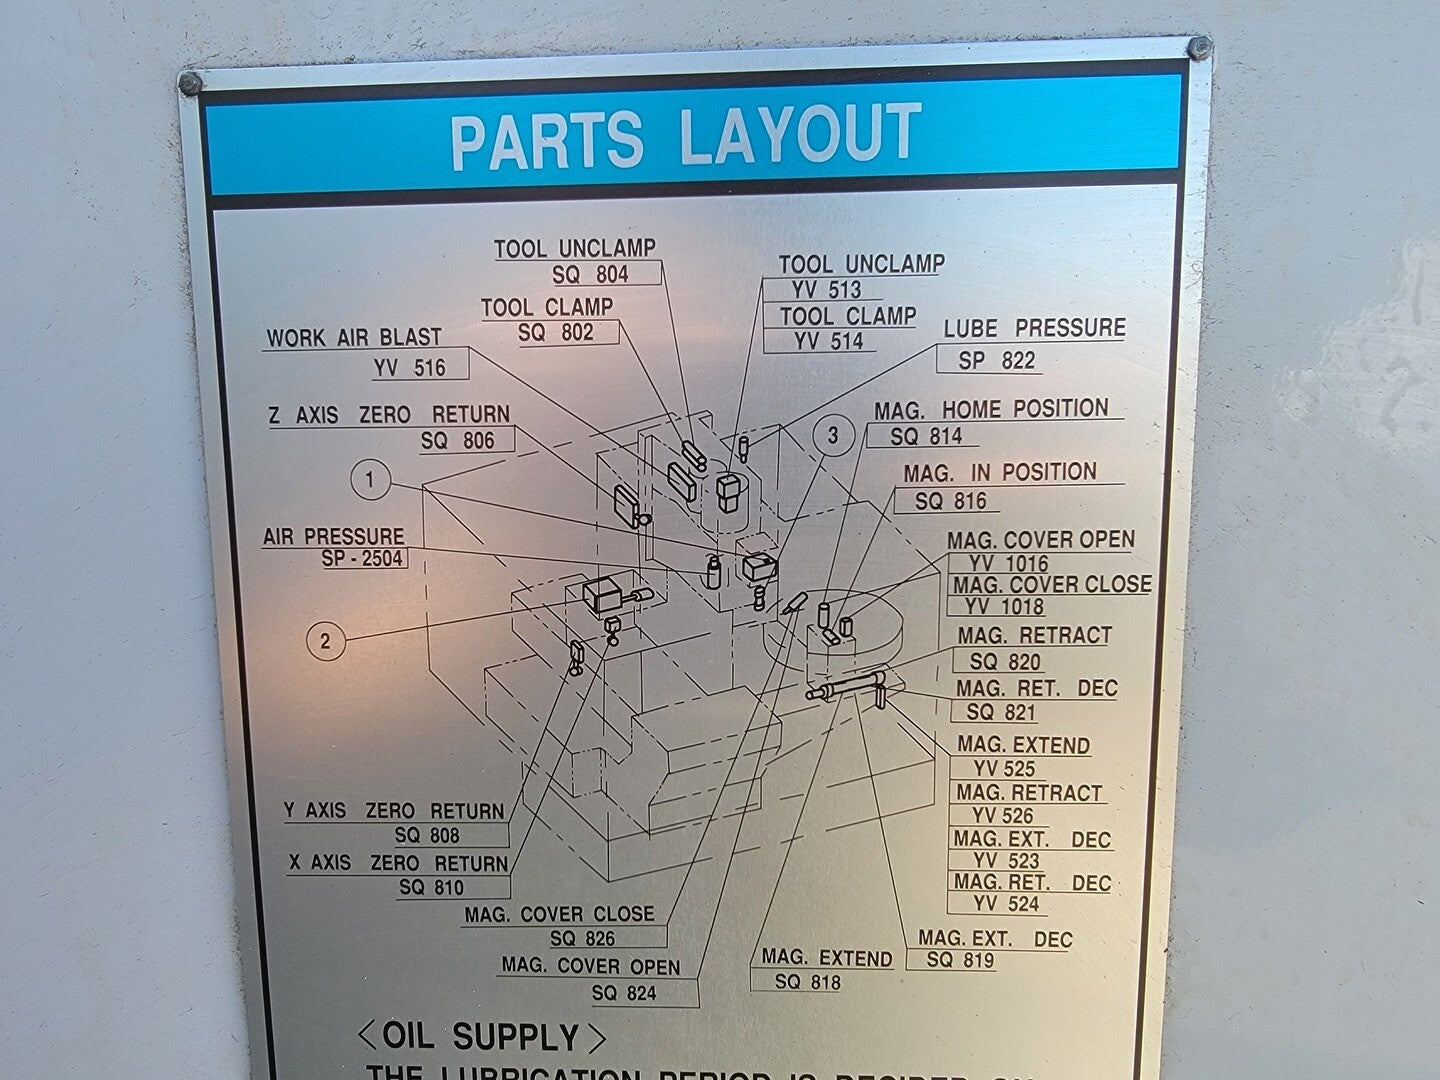 PARTS LAYOUT
TOOL UNCLAMP
SQ 804
TOOL CLAMP
SQ 802
WORK AIR BLAST
YV 516
Z AXIS ZERO RETURN
SQ 806
1
AIR PRESSURE
SP-2504
2
TOOL UNCLAMP
YV 513
TOOL CLAMP
YV 514
LUBE PRESSURE
SP 822
3
MAG. HOME POSITION
SQ 814
MAG. IN POSITION
SQ 816
MAG. COVER OPEN
YV 1016
MAG. COVER CLOSE
YV 1018
MAG. RETRACT
SQ 820
MAG. RET. DEC
SQ 821
MAG. EXTEND
YV 525
MAG. RETRACT
YV 526
MAG. EXT. DEC
YV 523
MAG. RET. DEC
YV 524
Y AXIS ZERO RETURN
SQ 808
X AXIS ZERO RETURN
SQ 810
MAG. COVER CLOSE
SQ 826
MAG. COVER OPEN
SQ 824
MAG. EXTEND
SQ 818
MAG. EXT. DEC
SQ 819
<OIL SUPPLY>
THE LUBRICATION PERIOD IS DECIDED ON